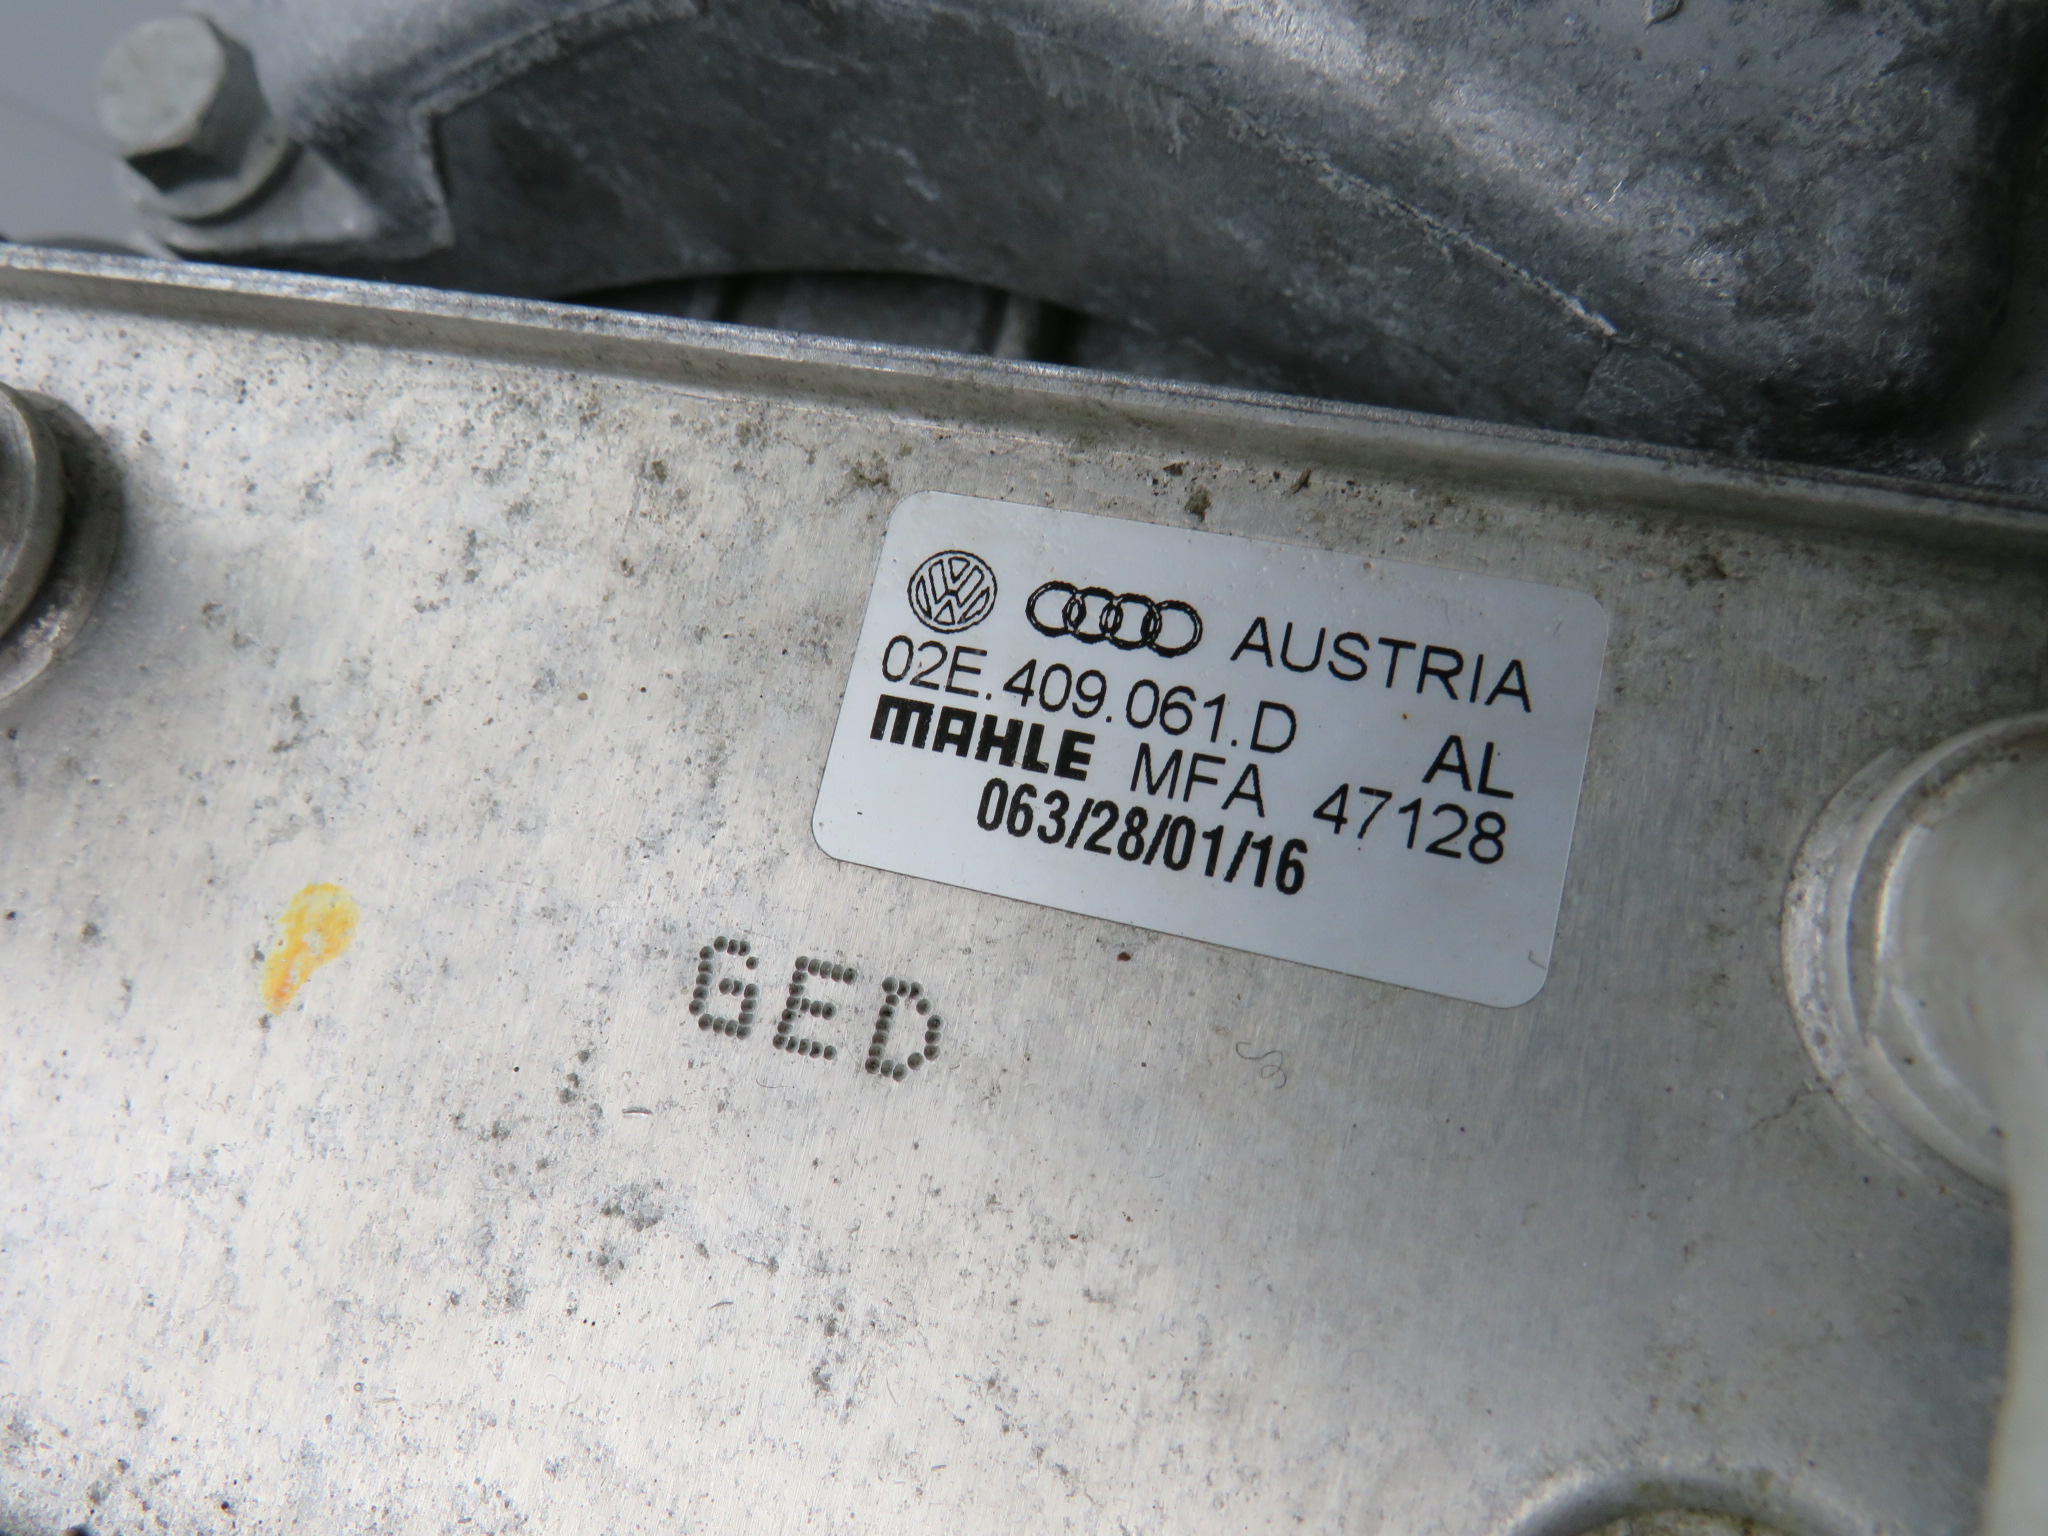 AUSTRIA
02E.409.061.D AL
MAHLE MFA 47128
063/28/01/16
GED